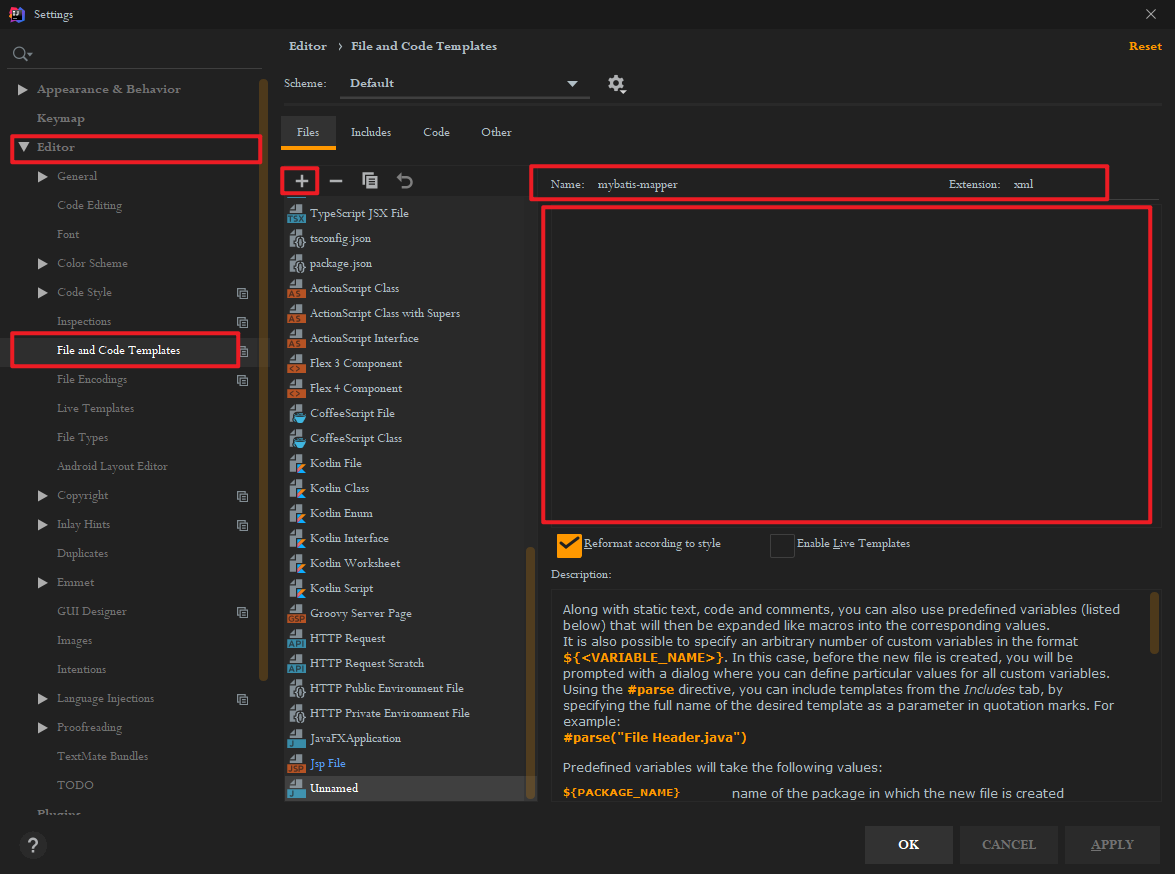 Settings
Editor › File and Code Templates
Reset
Scheme: Default
Appearance & Behavior
Keymap
Editor
General
Code Editing
Font
Color Scheme
Code Style
Inspections
File and Code Templates
File Encodings
Live Templates
File Types
Android Layout Editor
Copyright
Inlay Hints
Duplicates
Emmet
GUI Designer
Images
Intentions
Language Injections
Proofreading
TextMate Bundles
TODO
Plugins
Files Includes Code Other
TypeScript JSX File
tsconfig.json
package.json
ActionScript Class
ActionScript Class with Supers
ActionScript Interface
Flex 3 Component
Flex 4 Component
CoffeeScript File
CoffeeScript Class
Kotlin File
Kotlin Class
Kotlin Enum
Kotlin Interface
Kotlin Worksheet
Kotlin Script
Groovy Server Page
HTTP Request
HTTP Request Scratch
HTTP Public Environment File
HTTP Private Environment File
JavaFXApplication
Jsp File
Unnamed
Name: mybatis-mapper Extension: xml
Reformat according to style Enable Live Templates
Description:
Along with static text, code and comments, you can also use predefined variables (listed
below) that will then be expanded like macros into the corresponding values.
It is also possible to specify an arbitrary number of custom variables in the format
${<VARIABLE_NAME>}. In this case, before the new file is created, you will be
prompted with a dialog where you can define particular values for all custom variables.
Using the #parse directive, you can include templates from the Includes tab, by
specifying the full name of the desired template as a parameter in quotation marks. For
example:
#parse("File Header.java")
Predefined variables will take the following values:
${PACKAGE_NAME} name of the package in which the new file is created
?
OK CANCEL APPLY